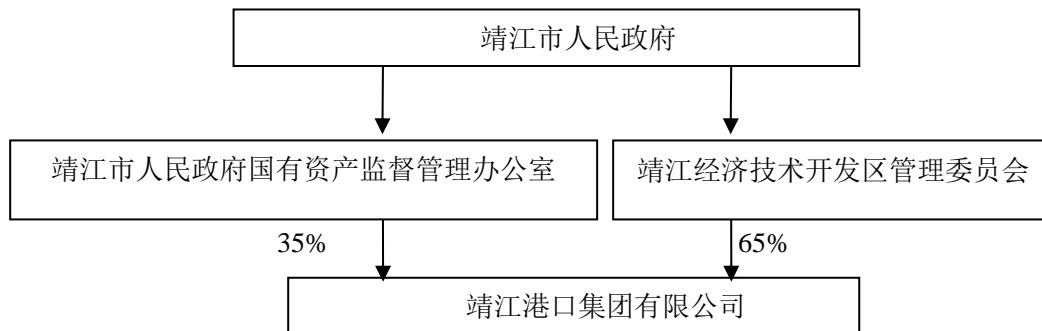 靖江市人民政府
靖江市人民政府国有资产监督管理办公室
靖江经济技术开发区管理委员会
35%
65%
靖江港口集团有限公司